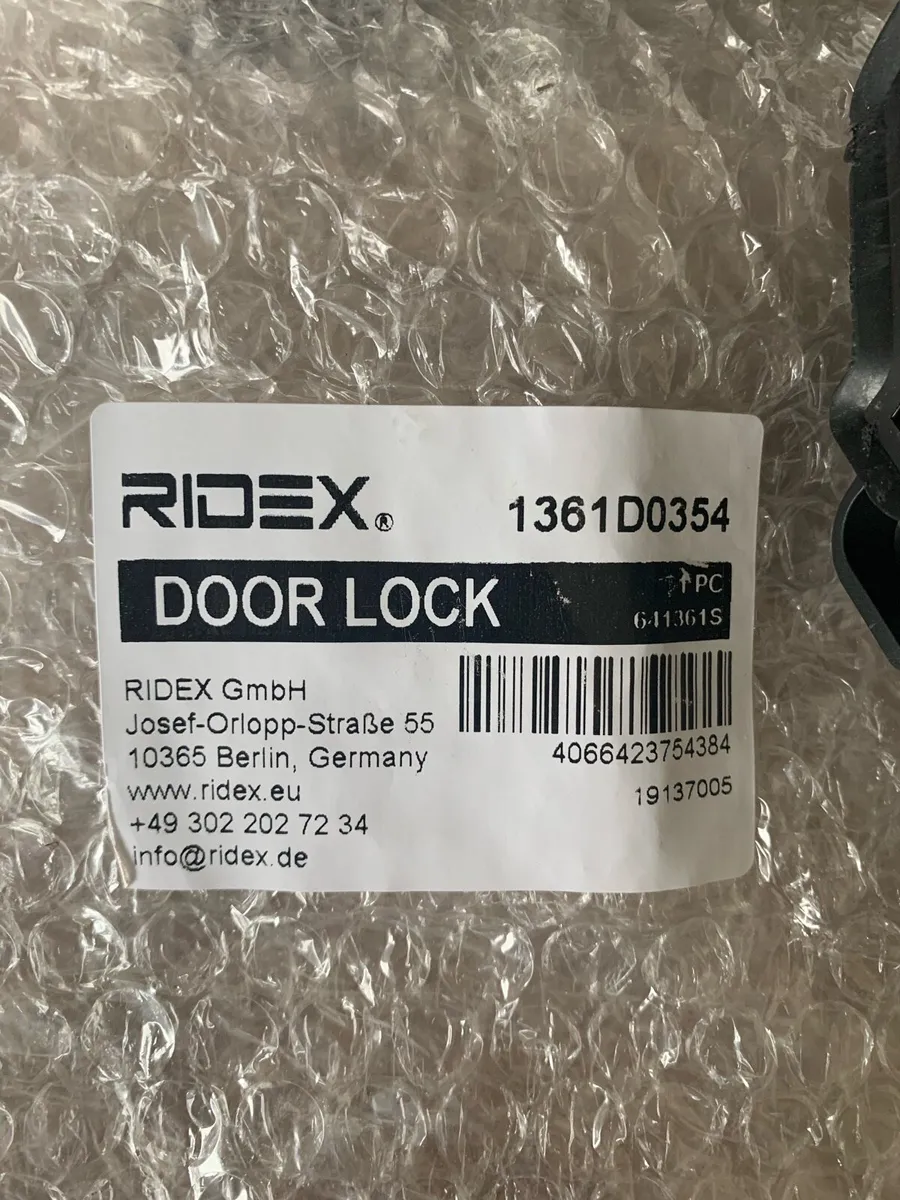 RIDEX®
1361D0354
DOOR LOCK
1 PC
641361S
RIDEX GmbH
Josef-Orlopp-Straße 55
10365 Berlin, Germany
www.ridex.eu
+49 302 202 72 34
info@ridex.de
4066423754384
19137005